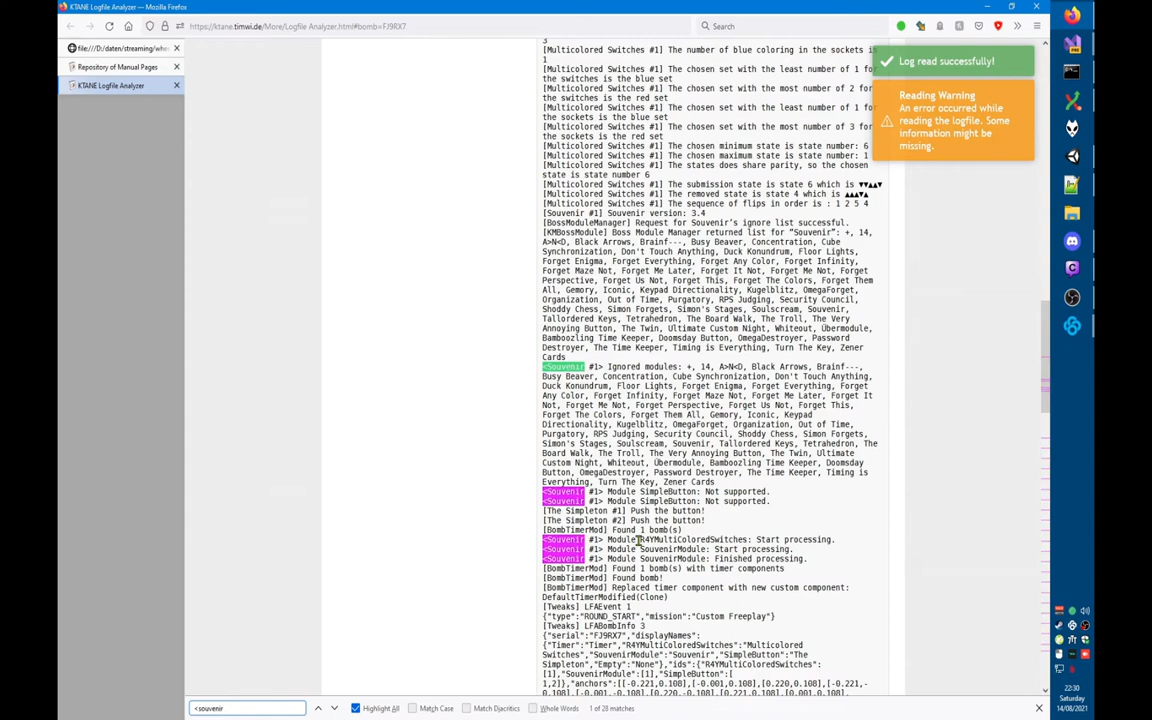 KTANE Logfile Analyzer — Mozilla Firefox
https://ktane.timwi.de/More/Logfile Analyzer.html#bomb=FJ9RX7
Search
file:///D:/daten/streaming/whe
Repository of Manual Pages
KTANE Logfile Analyzer
Log read successfully!
Reading Warning
An error occurred while
reading the logfile. Some
information might be
missing.
3
[Multicolored Switches #1] The number of blue coloring in the sockets is
1
[Multicolored Switches #1] The chosen set with the least number of 1 for
the switches is the blue set
[Multicolored Switches #1] The chosen set with the most number of 2 for
the switches is the red set
[Multicolored Switches #1] The chosen set with the least number of 1 for
the sockets is the blue set
[Multicolored Switches #1] The chosen set with the most number of 3 for
the sockets is the red set
[Multicolored Switches #1] The chosen minimum state is state number: 6
[Multicolored Switches #1] The chosen maximum state is state number: 1
[Multicolored Switches #1] The states does share parity, so the chosen
state is state number 6
[Multicolored Switches #1] The submission state is state 6 which is ▼▼▲▲▼
[Multicolored Switches #1] The removed state is state 4 which is ▲▲▲▼▲
[Multicolored Switches #1] The sequence of flips in order is : 1 2 5 4
[Souvenir #1] Souvenir version: 3.4
[BossModuleManager] Request for Souvenir’s ignore list successful.
[KMBossModule] Boss Module Manager returned list for “Souvenir”: +, 14,
A>N<D, Black Arrows, Brainf---, Busy Beaver, Concentration, Cube
Synchronization, Don't Touch Anything, Duck Konundrum, Floor Lights,
Forget Enigma, Forget Everything, Forget Any Color, Forget Infinity,
Forget Maze Not, Forget Me Later, Forget It Not, Forget Me Not, Forget
Perspective, Forget Us Not, Forget This, Forget The Colors, Forget Them
All, Gemory, Iconic, Keypad Directionality, Kugelblitz, OmegaForget,
Organization, Out of Time, Purgatory, RPS Judging, Security Council,
Shoddy Chess, Simon Forgets, Simon's Stages, Soulscream, Souvenir,
Tallordered Keys, Tetrahedron, The Board Walk, The Troll, The Very
Annoying Button, The Twin, Ultimate Custom Night, Whiteout, Übermodule,
Bamboozling Time Keeper, Doomsday Button, OmegaDestroyer, Password
Destroyer, The Time Keeper, Timing is Everything, Turn The Key, Zener
Cards
<Souvenir #1> Ignored modules: +, 14, A>N<D, Black Arrows, Brainf---,
Busy Beaver, Concentration, Cube Synchronization, Don't Touch Anything,
Duck Konundrum, Floor Lights, Forget Enigma, Forget Everything, Forget
Any Color, Forget Infinity, Forget Maze Not, Forget Me Later, Forget It
Not, Forget Me Not, Forget Perspective, Forget Us Not, Forget This,
Forget The Colors, Forget Them All, Gemory, Iconic, Keypad
Directionality, Kugelblitz, OmegaForget, Organization, Out of Time,
Purgatory, RPS Judging, Security Council, Shoddy Chess, Simon Forgets,
Simon's Stages, Soulscream, Souvenir, Tallordered Keys, Tetrahedron, The
Board Walk, The Troll, The Very Annoying Button, The Twin, Ultimate
Custom Night, Whiteout, Übermodule, Bamboozling Time Keeper, Doomsday
Button, OmegaDestroyer, Password Destroyer, The Time Keeper, Timing is
Everything, Turn The Key, Zener Cards
<Souvenir #1> Module SimpleButton: Not supported.
<Souvenir #1> Module SimpleButton: Not supported.
[The Simpleton #1] Push the button!
[The Simpleton #2] Push the button!
[BombTimerMod] Found 1 bomb(s)
<Souvenir #1> Module R4YMultiColoredSwitches: Start processing.
<Souvenir #1> Module SouvenirModule: Start processing.
<Souvenir #1> Module SouvenirModule: Finished processing.
[BombTimerMod] Found 1 bomb(s) with timer components
[BombTimerMod] Found bomb!
[BombTimerMod] Replaced timer component with new custom component:
DefaultTimerModified(Clone)
[Tweaks] LFAEvent 1
{"type":"ROUND_START","mission":"Custom Freeplay"}
[Tweaks] LFABombInfo 3
{"serial":"FJ9RX7","displayNames":
{"Timer":"Timer","R4YMultiColoredSwitches":"Multicolored
Switches","SouvenirModule":"Souvenir","SimpleButton":"The
Simpleton","Empty":"None"},"ids":{"R4YMultiColoredSwitches":
[1],"SouvenirModule":[1],"SimpleButton":[
1,2]},"anchors":[[-0.221,0.108],[-0.001,0.108],[0.220,0.108],[-0.221,
<souvenir
Highlight All
Match Case
Match Diacritics
Whole Words
1 of 28 matches
22:30
Saturday
14/08/2021